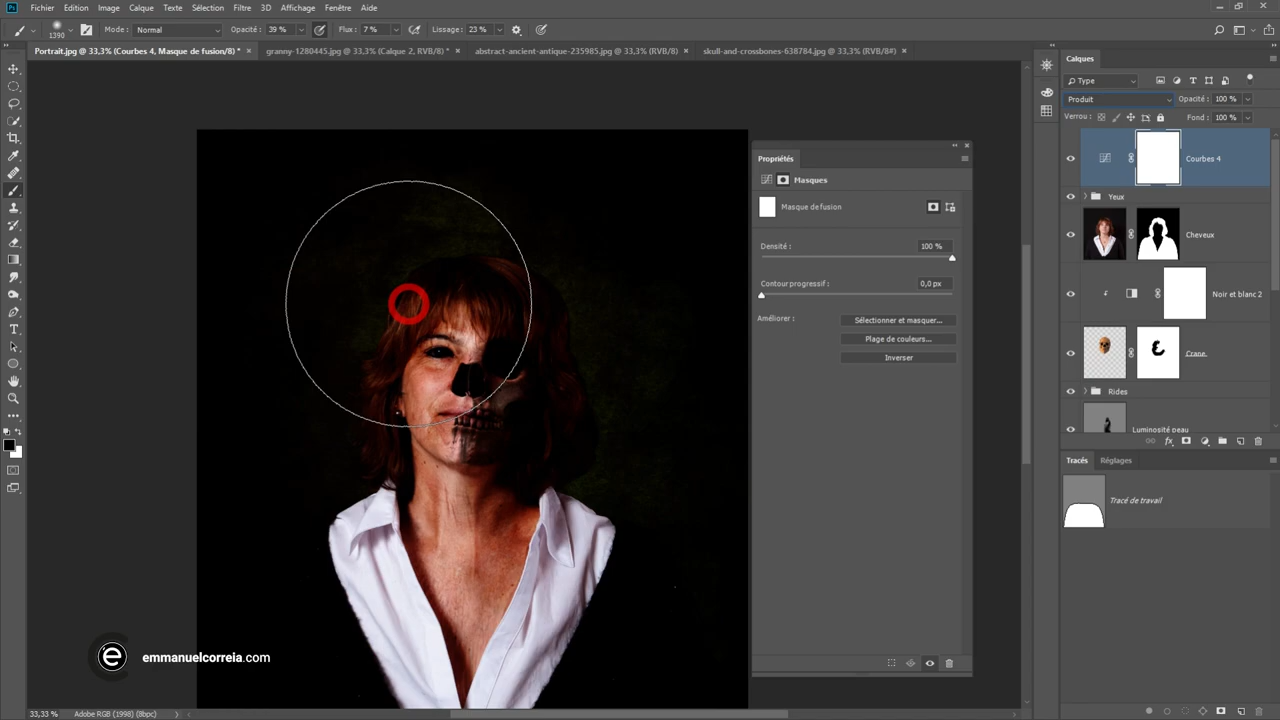 Fichier Edition Image Calque Texte Sélection Filtre 3D Affichage Fenêtre Aide
1390 Mode : Normal Opacité : 39 % Flux : 7 % Lissage : 23 %
Portrait.jpg @ 33,3% (Courbes 4, Masque de fusion/8) * × granny-1280445.jpg @ 33,3% (Calque 2, RVB/8) * × abstract-ancient-antique-235985.jpg @ 33,3% (RVB/8) × skull-and-crossbones-638784.jpg @ 33,3% (RVB/8#) ×
Calques
Type
Produit Opacité : 100 %
Verrou : Fond : 100 %
Courbes 4
Yeux
Cheveux
Noir et blanc 2
Crane
Rides
Luminosité peau
fx
Tracés Réglages
Tracé de travail
Propriétés
Masques
Masque de fusion
Densité : 100 %
Contour progressif : 0,0 px
Améliorer : Sélectionner et masquer...
Plage de couleurs...
Inverser
e emmanuelcorreia.com
33,33 % Adobe RGB (1998) (8bpc)